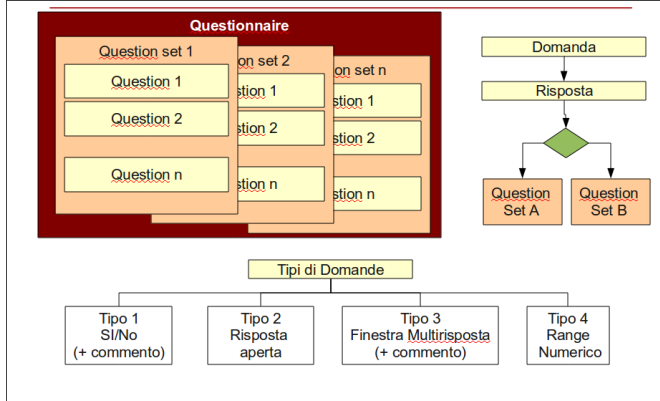 Questionnaire
Question set 1
Question 1
Question 2
Question n
on set 2
stion 1
stion 2
stion n
on set n
stion 1
stion 2
stion n
Domanda
Risposta
Question
Set A
Question
Set B
Tipi di Domande
Tipo 1
SI/No
(+ commento)
Tipo 2
Risposta
aperta
Tipo 3
Finestra Multirisposta
(+ commento)
Tipo 4
Range
Numerico